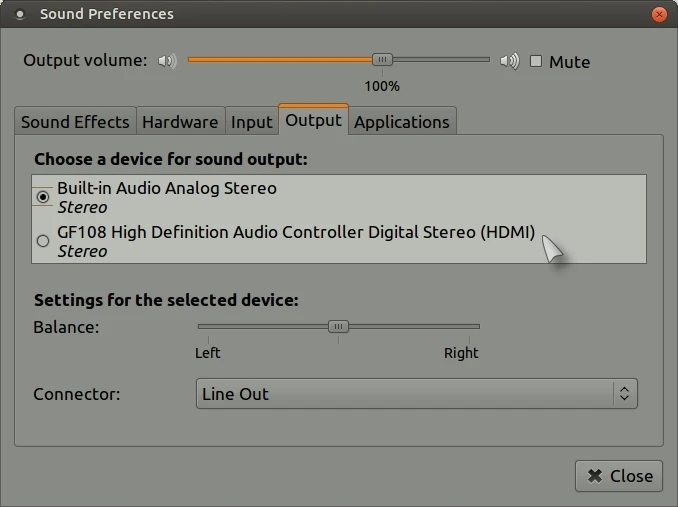 Sound Preferences
Output volume:
Mute
100%
Sound Effects Hardware Input Output Applications
Choose a device for sound output:
Built-in Audio Analog Stereo
Stereo
GF108 High Definition Audio Controller Digital Stereo (HDMI)
Stereo
Settings for the selected device:
Balance:
Left Right
Connector: Line Out
Close